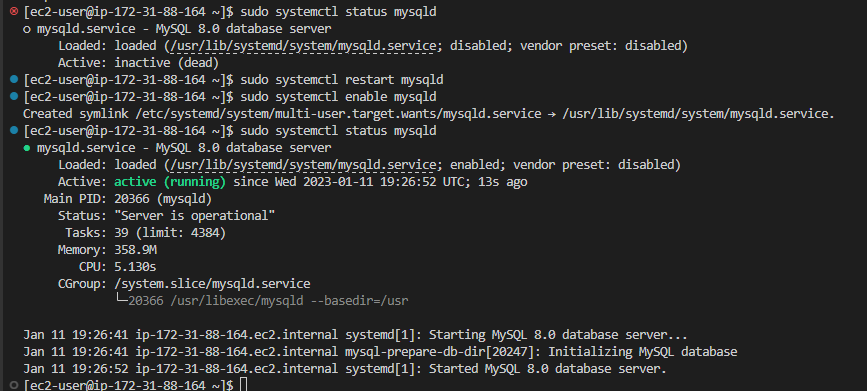 [ec2-user@ip-172-31-88-164 ~]$ sudo systemctl status mysqld
○ mysqld.service - MySQL 8.0 database server
Loaded: loaded (/usr/lib/systemd/system/mysqld.service; disabled; vendor preset: disabled)
Active: inactive (dead)
[ec2-user@ip-172-31-88-164 ~]$ sudo systemctl restart mysqld
[ec2-user@ip-172-31-88-164 ~]$ sudo systemctl enable mysqld
Created symlink /etc/systemd/system/multi-user.target.wants/mysqld.service → /usr/lib/systemd/system/mysqld.service.
[ec2-user@ip-172-31-88-164 ~]$ sudo systemctl status mysqld
● mysqld.service - MySQL 8.0 database server
Loaded: loaded (/usr/lib/systemd/system/mysqld.service; enabled; vendor preset: disabled)
Active: active (running) since Wed 2023-01-11 19:26:52 UTC; 13s ago
Main PID: 20366 (mysqld)
Status: "Server is operational"
Tasks: 39 (limit: 4384)
Memory: 358.9M
CPU: 5.130s
CGroup: /system.slice/mysqld.service
└─20366 /usr/libexec/mysqld --basedir=/usr
Jan 11 19:26:41 ip-172-31-88-164.ec2.internal systemd[1]: Starting MySQL 8.0 database server...
Jan 11 19:26:41 ip-172-31-88-164.ec2.internal mysql-prepare-db-dir[20247]: Initializing MySQL database
Jan 11 19:26:52 ip-172-31-88-164.ec2.internal systemd[1]: Started MySQL 8.0 database server.
[ec2-user@ip-172-31-88-164 ~]$